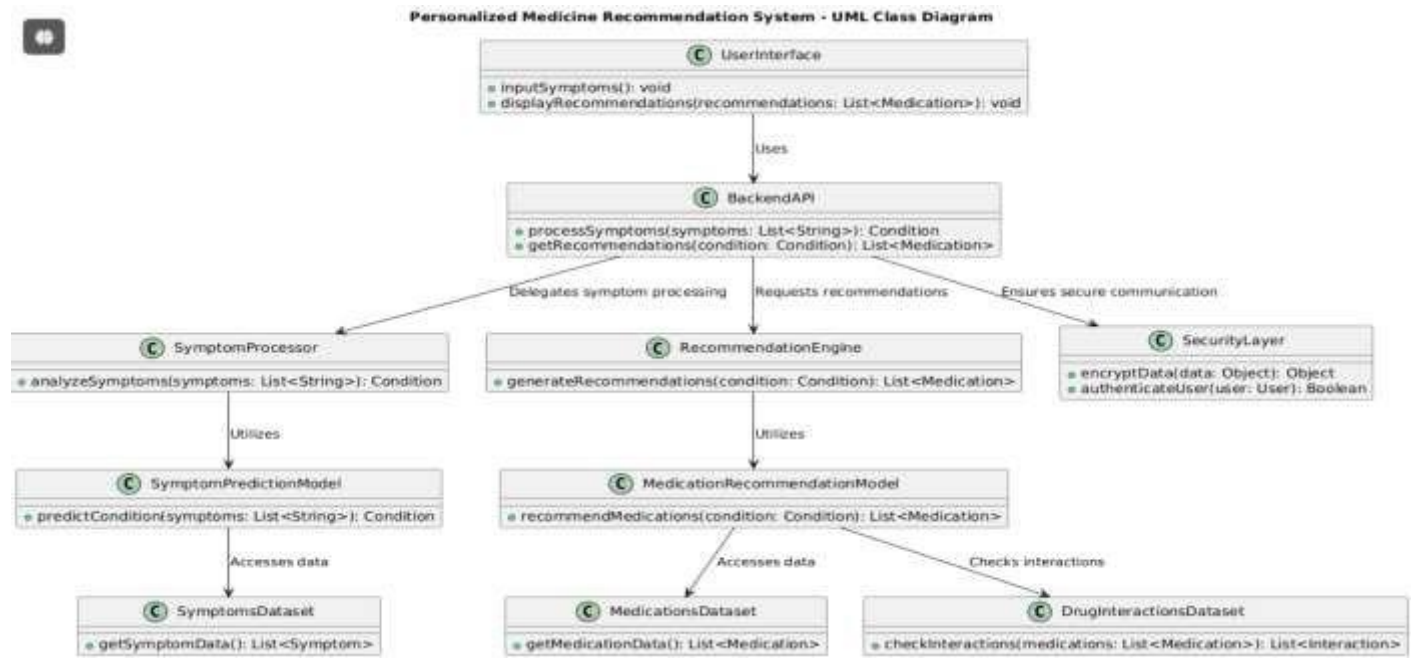 Personalized Medicine Recommendation System - UML Class Diagram
C UserInterface
inputSymptoms(): void
displayRecommendations(recommendations: List<Medication>): void
Uses
C BackendAPI
processSymptoms(symptoms: List<String>): Condition
getRecommendations(condition: Condition): List<Medication>
Delegates symptom processing
Requests recommendations
Ensures secure communication
C SymptomProcessor
analyzeSymptoms(symptoms: List<String>): Condition
C RecommendationEngine
generateRecommendations(condition: Condition): List<Medication>
C SecurityLayer
encryptData(data: Object): Object
authenticateUser(user: User): Boolean
Utilizes
Utilizes
C SymptomPredictionModel
predictCondition(symptoms: List<String>): Condition
C MedicationRecommendationModel
recommendMedications(condition: Condition): List<Medication>
Accesses data
Accesses data
Checks interactions
C SymptomsDataset
getSymptomData(): List<Symptom>
C MedicationsDataset
getMedicationData(): List<Medication>
C DrugInteractionsDataset
checkInteractions(medications: List<Medication>): List<Interaction>